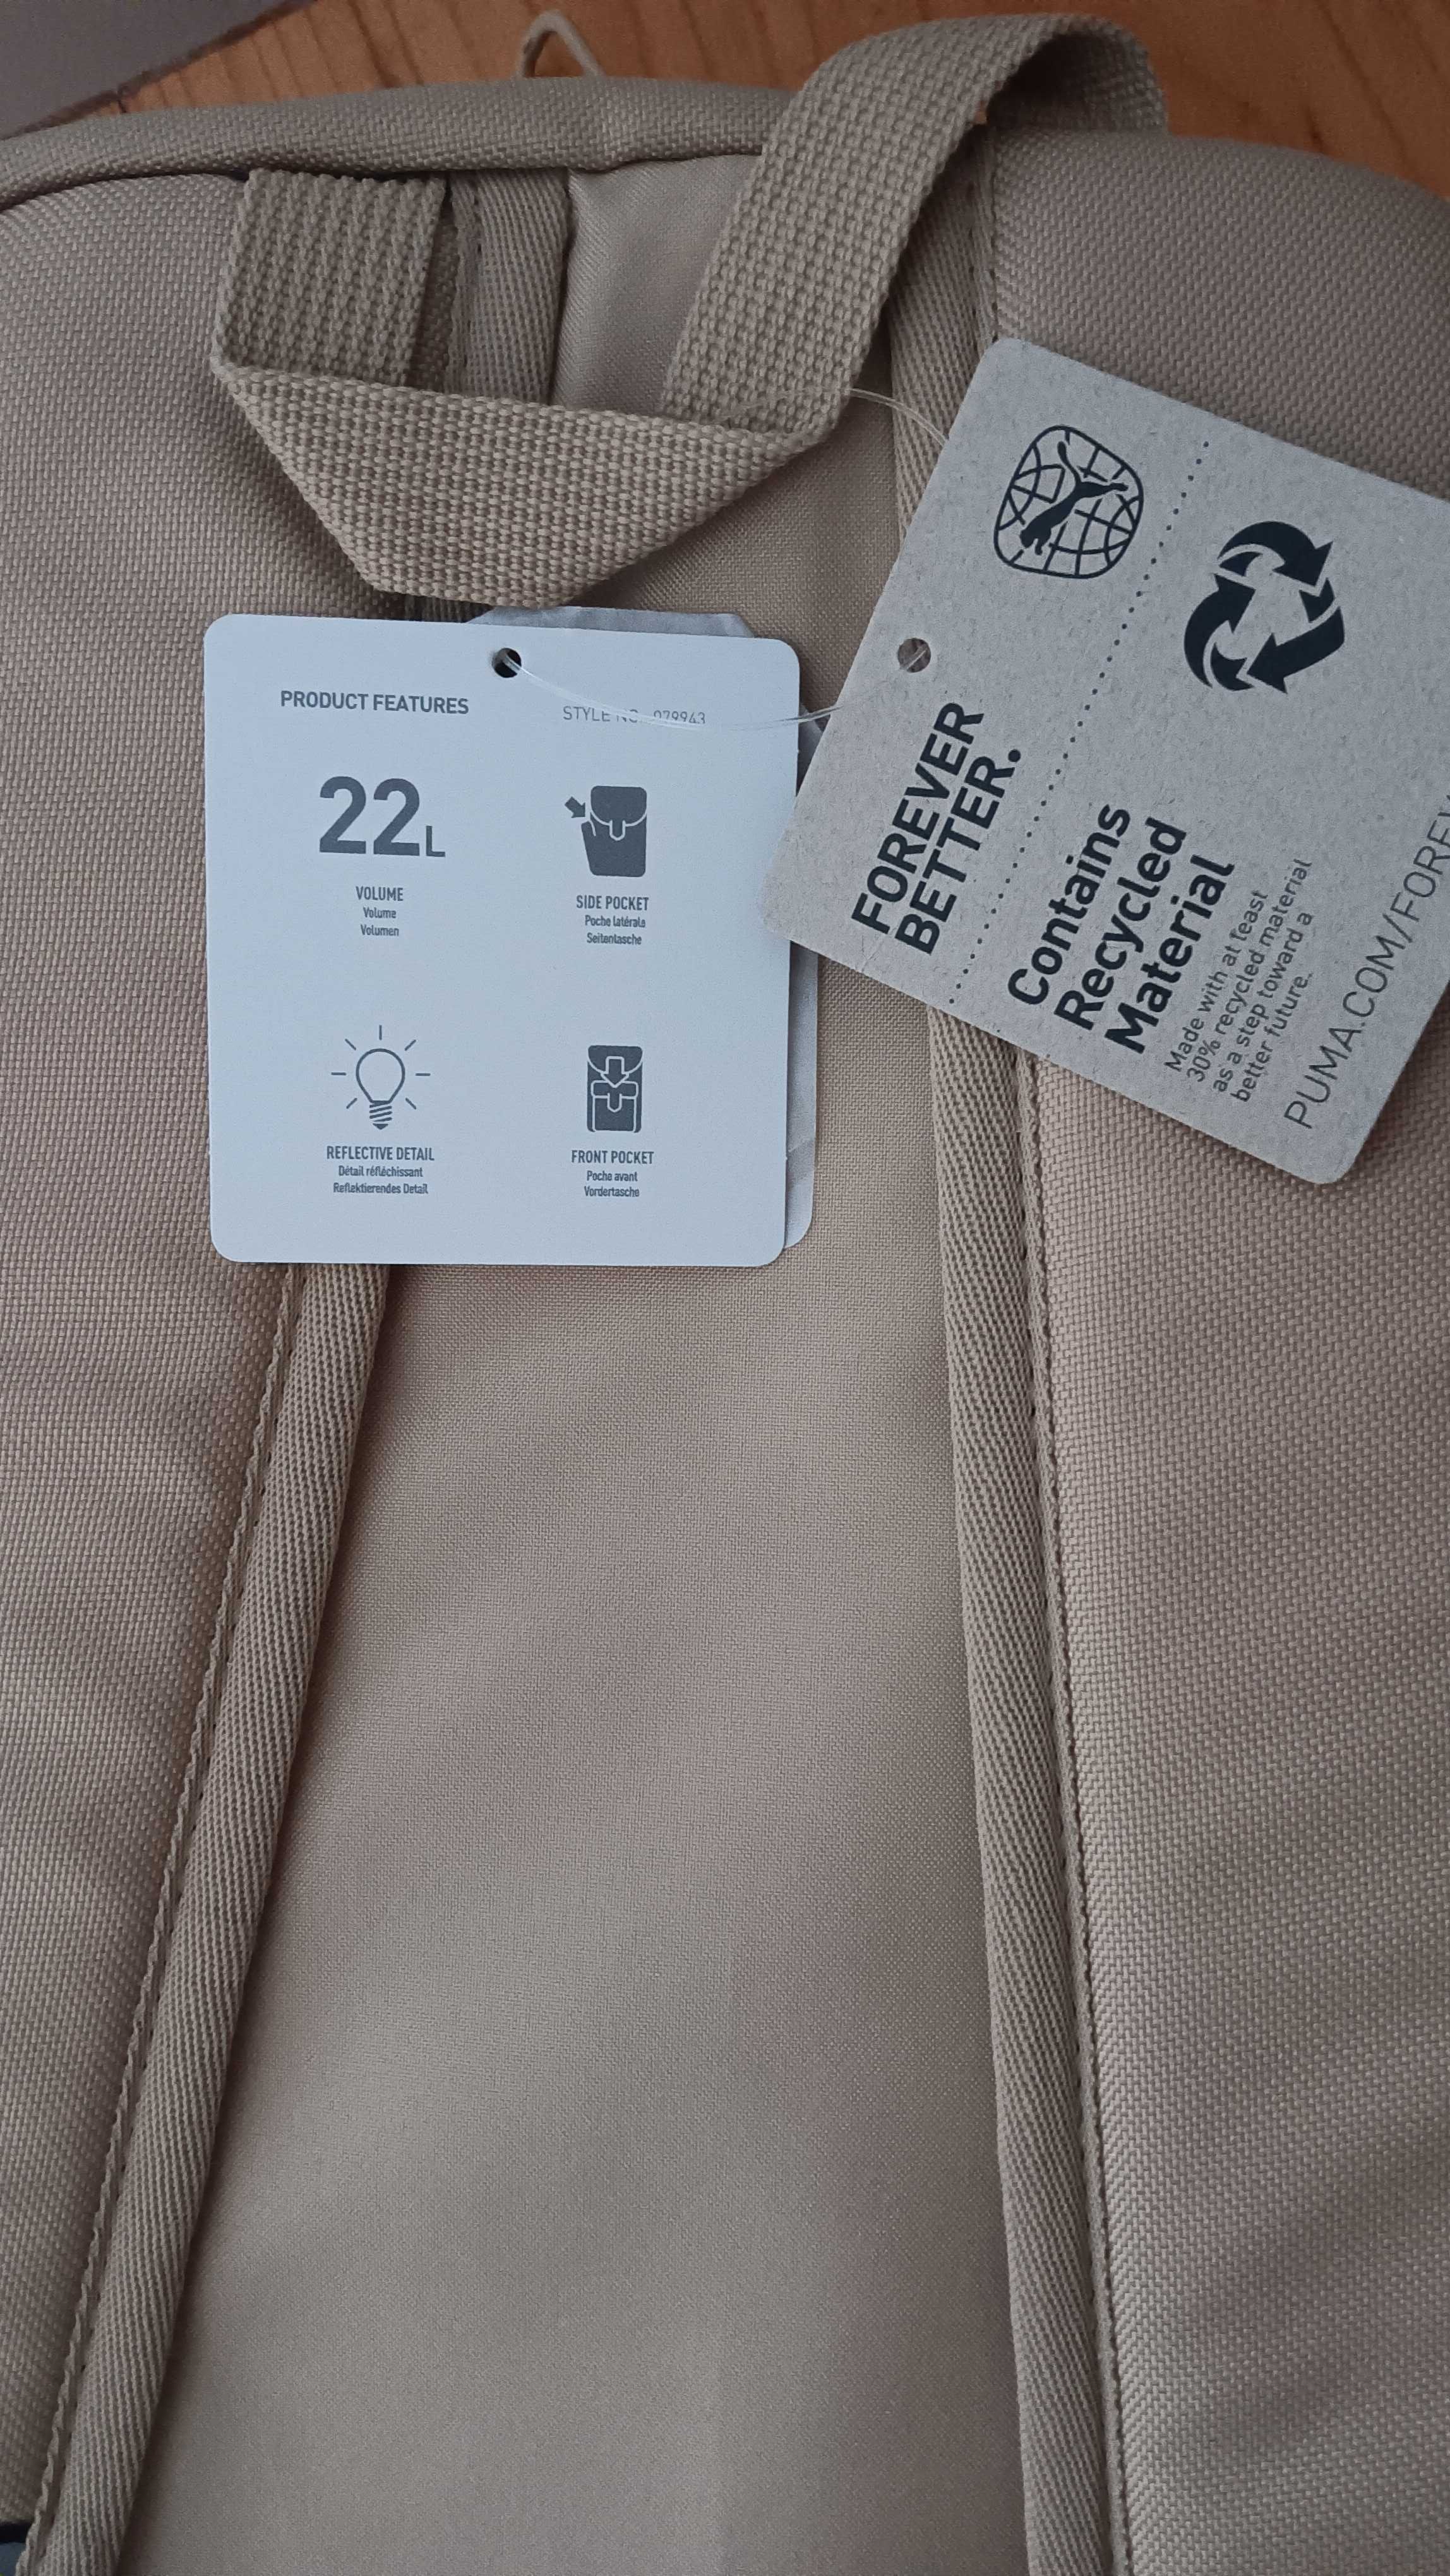 PRODUCT FEATURES
STYLE NO. 079943
22L
VOLUME
Volume
Volumen
SIDE POCKET
Poche latérale
Seitentasche
REFLECTIVE DETAIL
Détail réfléchissant
Reflektierendes Detail
FRONT POCKET
Poche avant
Vordertasche
FOREVER
BETTER.
Contains
Recycled
Material
Made with at least
30% recycled material
as a step toward a
better future.
PUMA.COM/FOREV